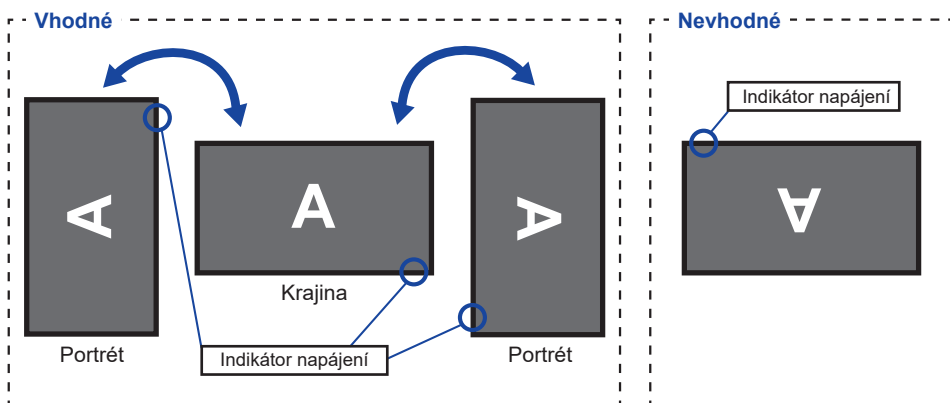 Vhodné
Nevhodné
Indikátor napájení
A
A
A
A
Krajina
Portrét
Indikátor napájení
Portrét